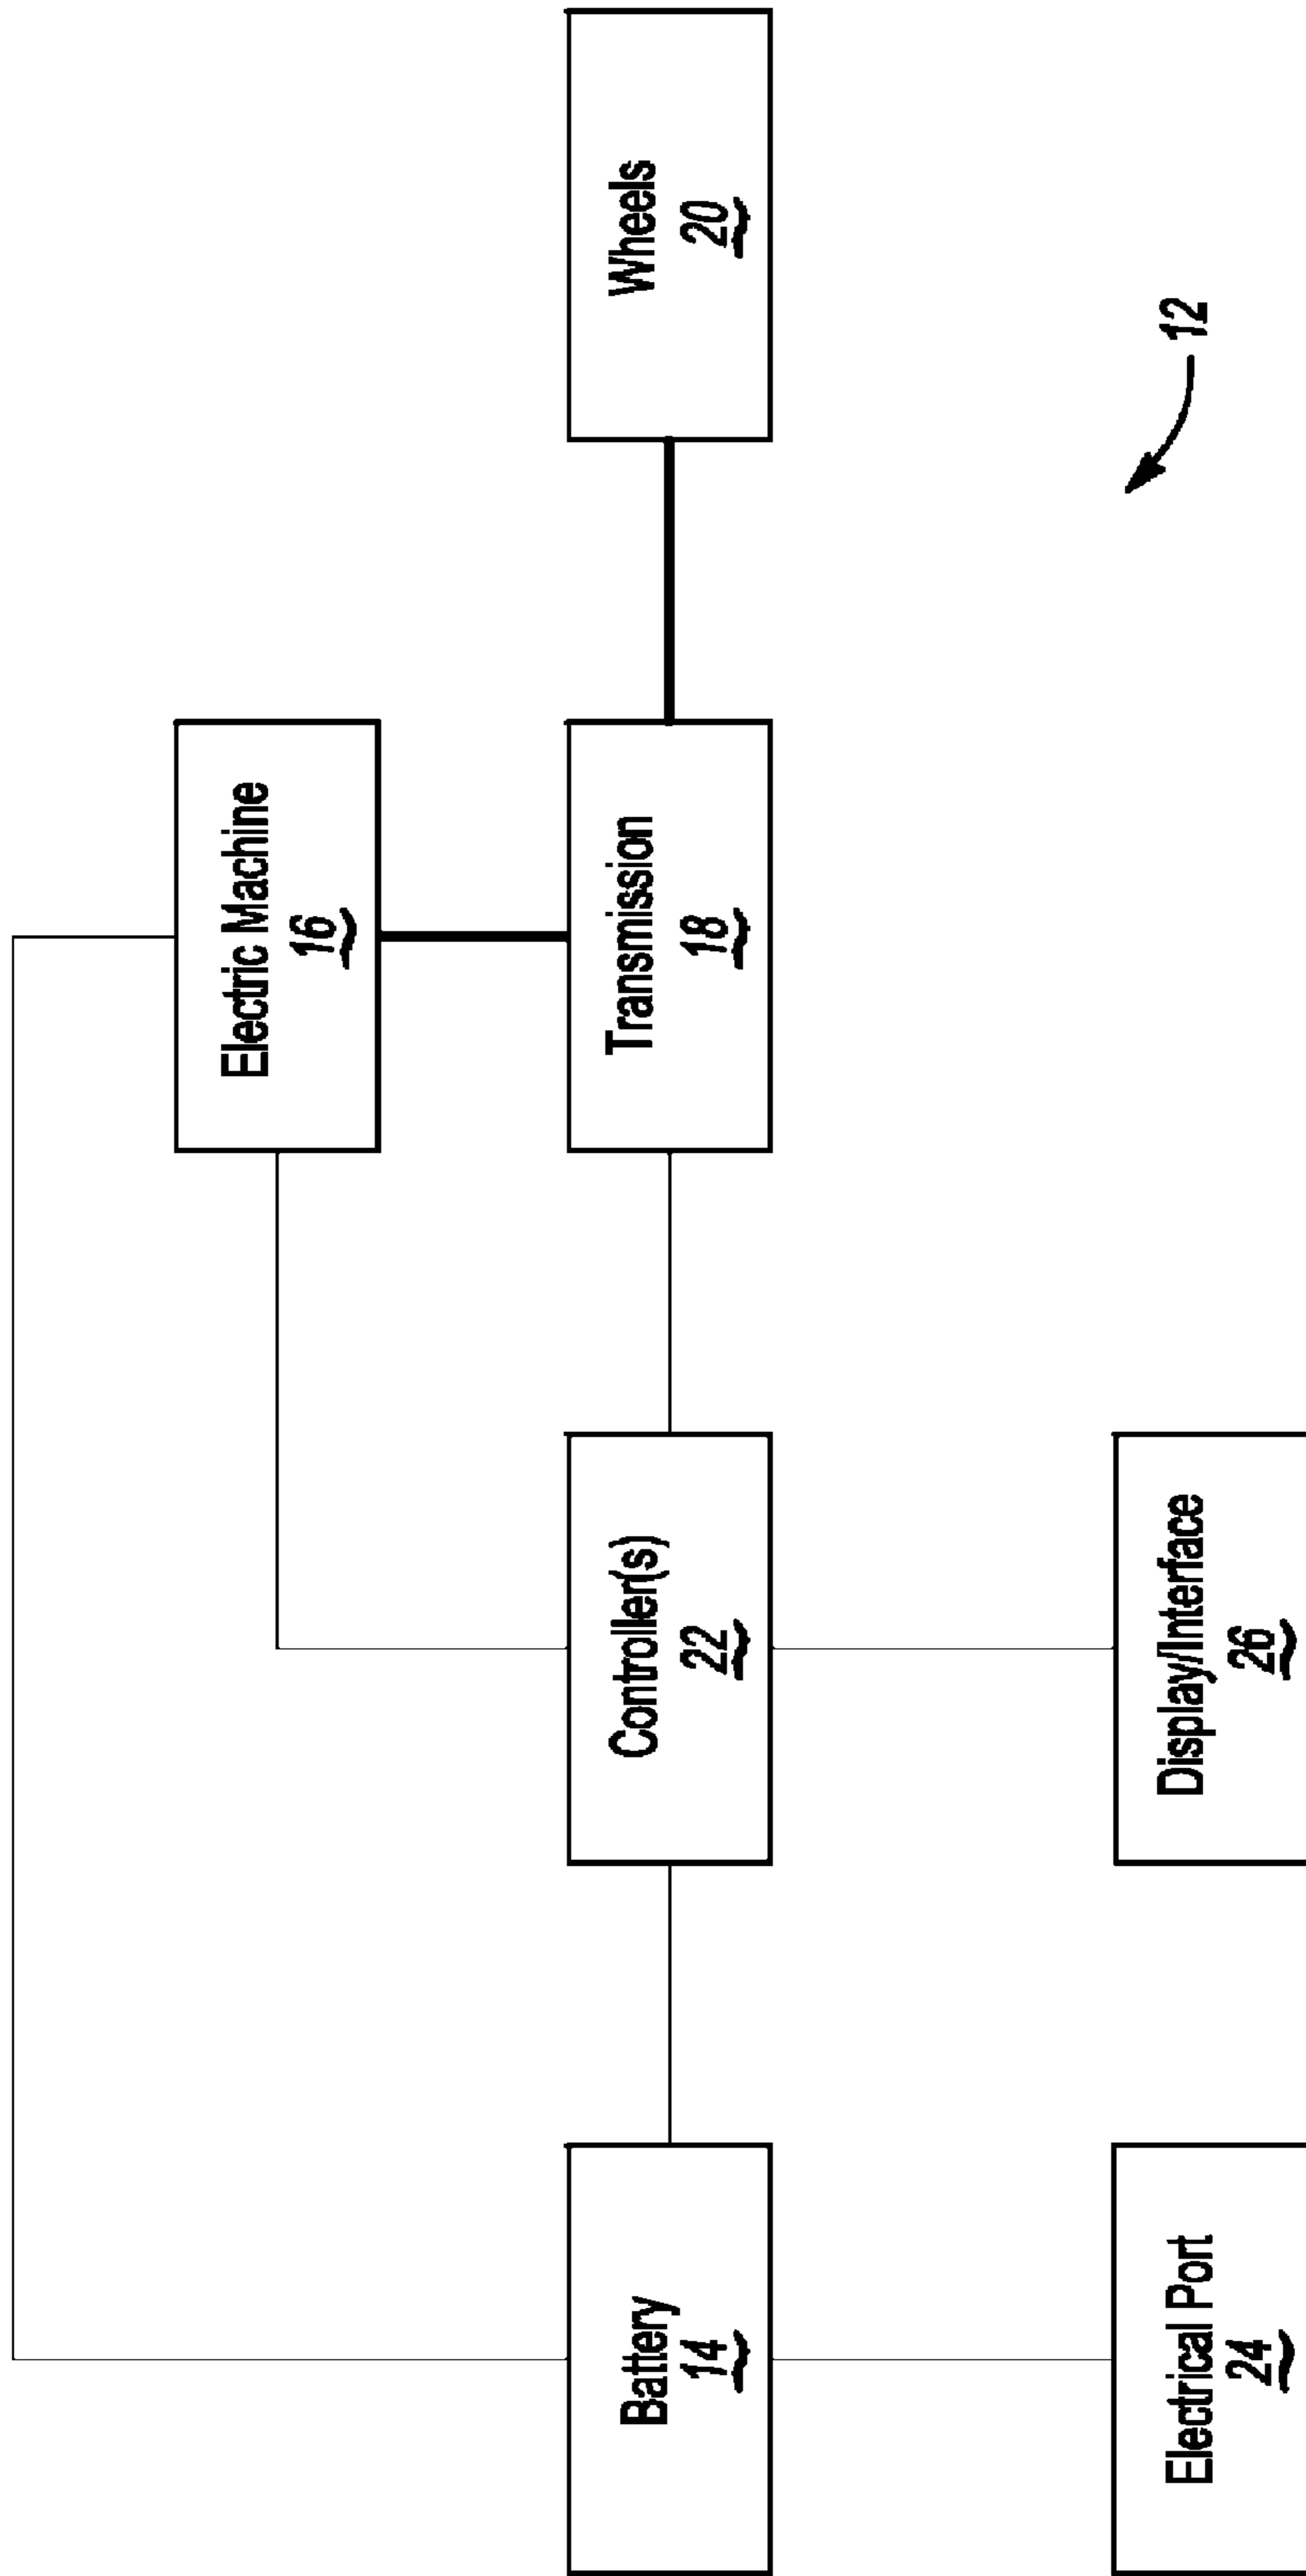 Electric Machine
16
Battery
14
Controller(s)
22
Transmission
18
Wheels
20
Electrical Port
24
Display/Interface
26
12